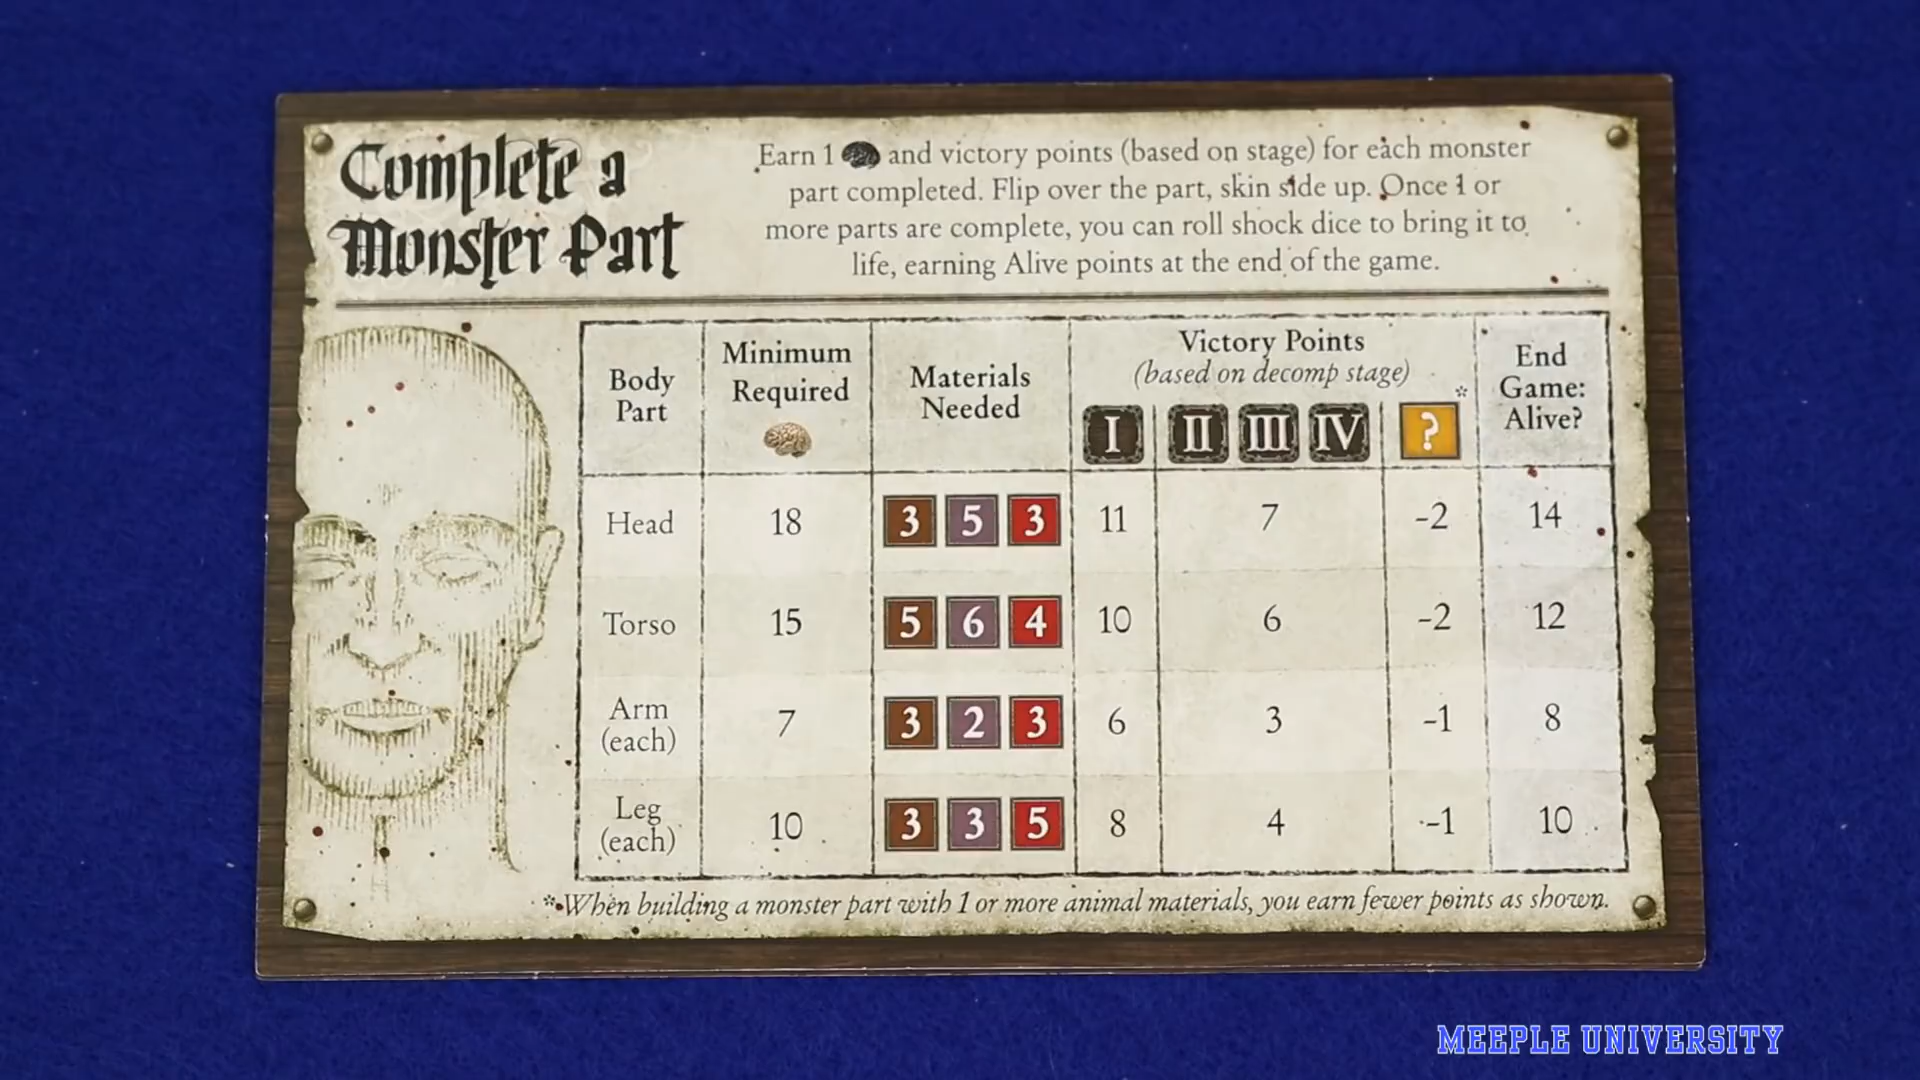 Complete a
Monster Part
Earn 1 and victory points (based on stage) for each monster
part completed. Flip over the part, skin side up. Once 1 or
more parts are complete, you can roll shock dice to bring it to
life, earning Alive points at the end of the game.
Body Part
Minimum Required
Materials Needed
Victory Points
(based on decomp stage)
I II III IV ? *
End Game: Alive?
Head 18 3 5 3 11 7 -2 14
Torso 15 5 6 4 10 6 -2 12
Arm (each) 7 3 2 3 6 3 -1 8
Leg (each) 10 3 3 5 8 4 -1 10
*When building a monster part with 1 or more animal materials, you earn fewer points as shown.
MEEPLE UNIVERSITY